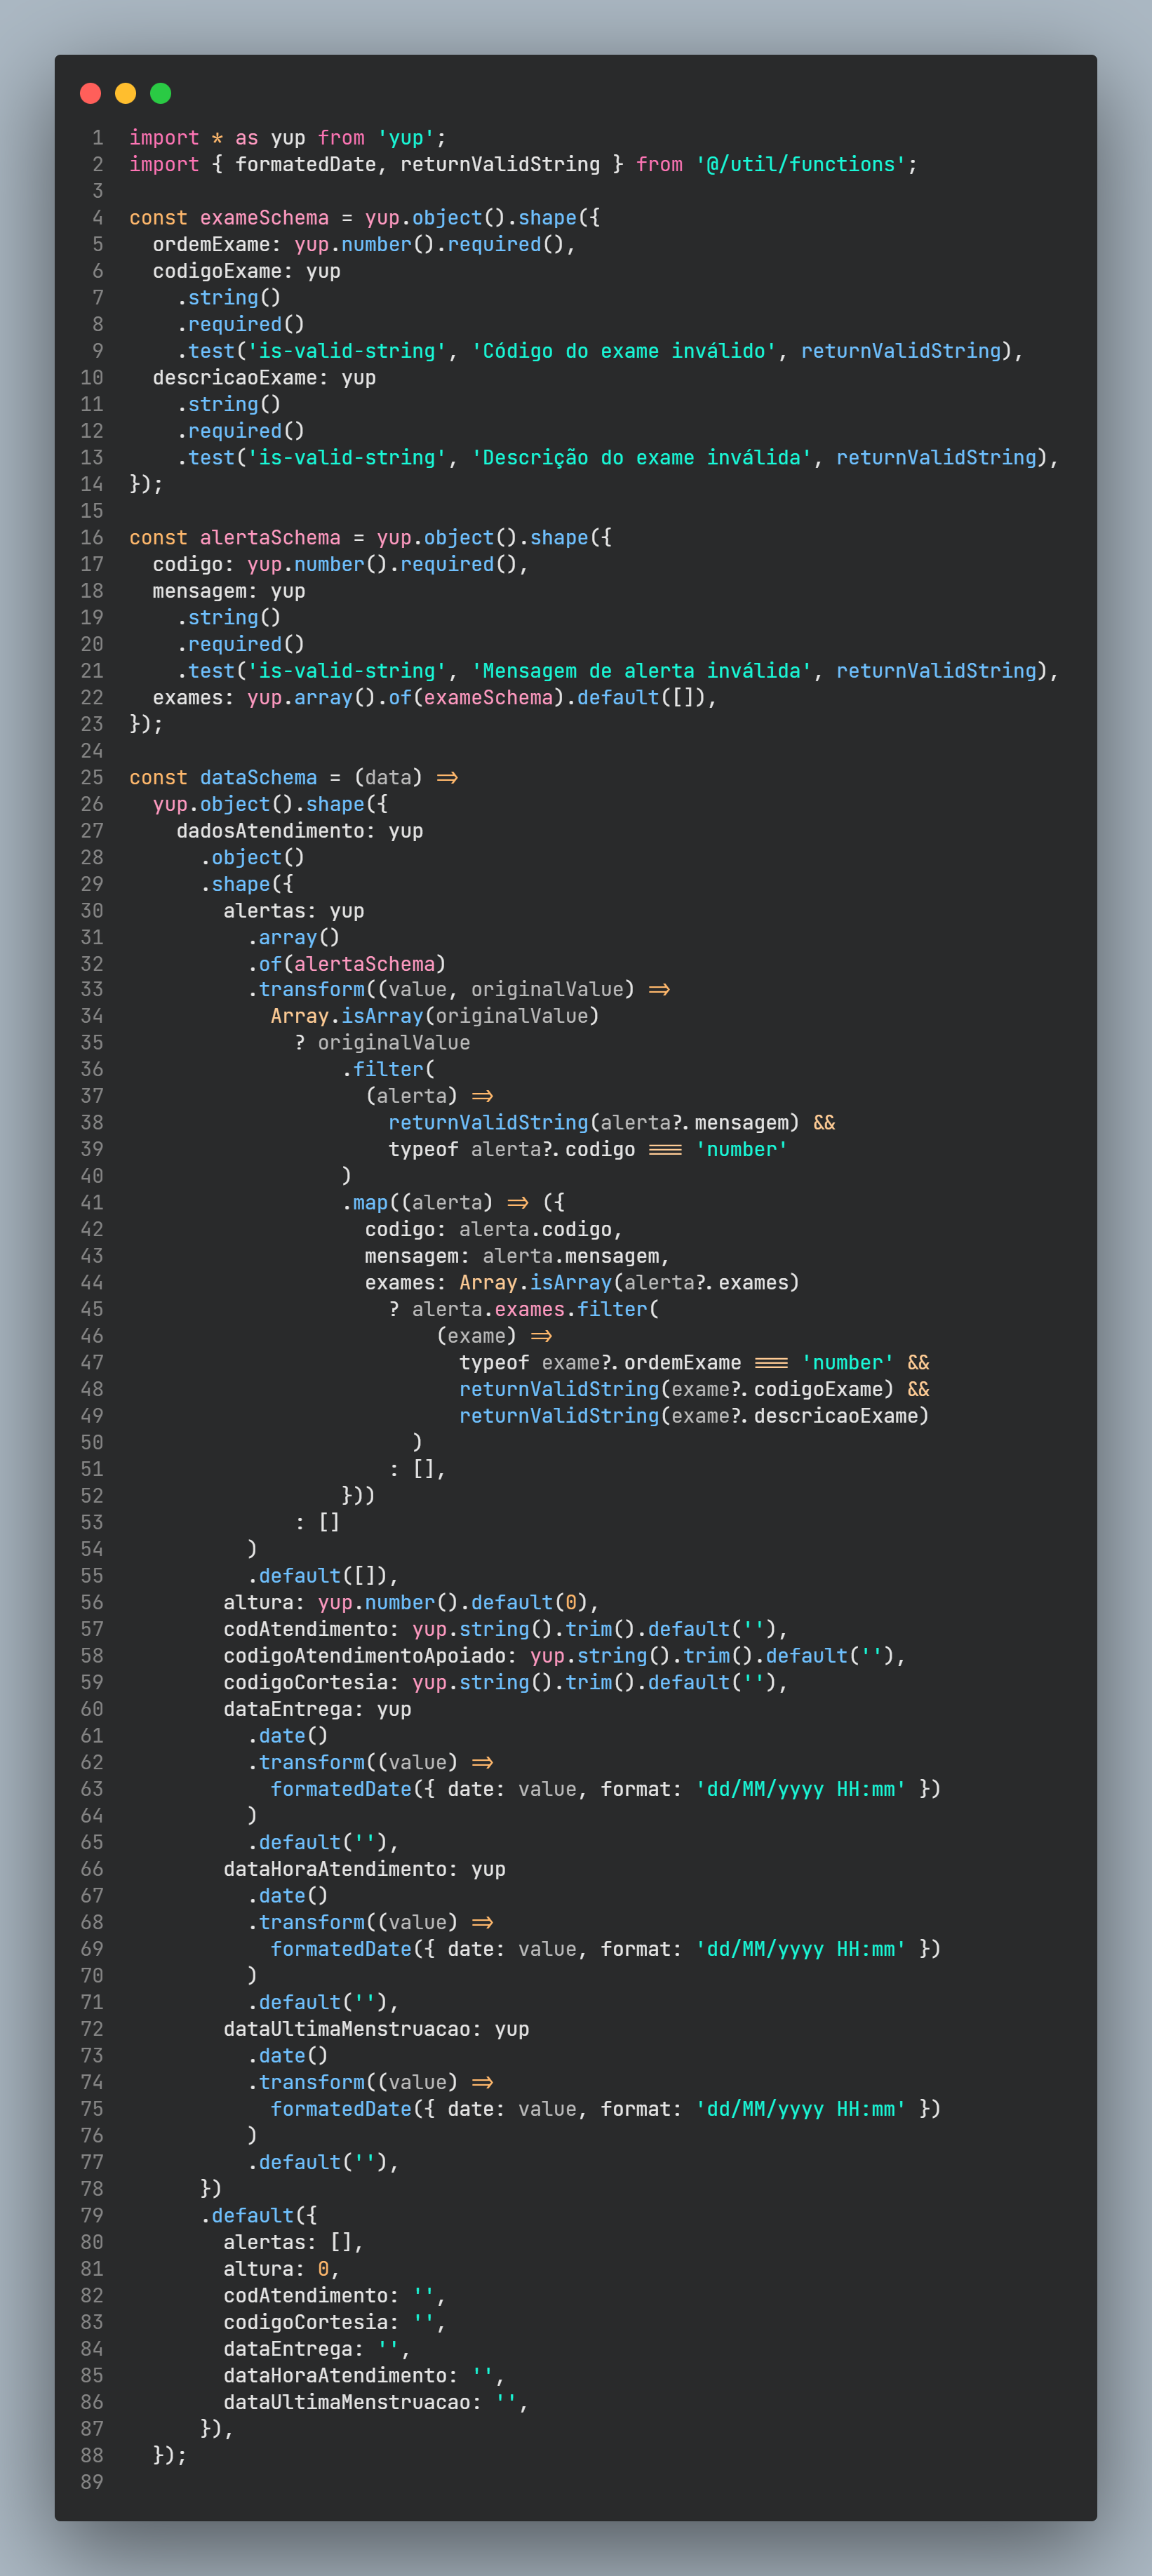 1 import * as yup from 'yup';
2 import { formatedDate, returnValidString } from '@/util/functions';
3
4 const exameSchema = yup.object().shape({
5   ordemExame: yup.number().required(),
6   codigoExame: yup
7     .string()
8     .required()
9     .test('is-valid-string', 'Código do exame inválido', returnValidString),
10   descricaoExame: yup
11     .string()
12     .required()
13     .test('is-valid-string', 'Descrição do exame inválida', returnValidString),
14 });
15
16 const alertaSchema = yup.object().shape({
17   codigo: yup.number().required(),
18   mensagem: yup
19     .string()
20     .required()
21     .test('is-valid-string', 'Mensagem de alerta inválida', returnValidString),
22   exames: yup.array().of(exameSchema).default([]),
23 });
24
25 const dataSchema = (data) =>
26   yup.object().shape({
27     dadosAtendimento: yup
28       .object()
29       .shape({
30         alertas: yup
31           .array()
32           .of(alertaSchema)
33           .transform((value, originalValue) =>
34             Array.isArray(originalValue)
35               ? originalValue
36                   .filter(
37                     (alerta) =>
38                       returnValidString(alerta?.mensagem) &&
39                       typeof alerta?.codigo === 'number'
40                   )
41                   .map((alerta) => ({
42                     codigo: alerta.codigo,
43                     mensagem: alerta.mensagem,
44                     exames: Array.isArray(alerta?.exames)
45                       ? alerta.exames.filter(
46                           (exame) =>
47                             typeof exame?.ordemExame === 'number' &&
48                             returnValidString(exame?.codigoExame) &&
49                             returnValidString(exame?.descricaoExame)
50                         )
51                       : [],
52                   }))
53               : []
54           )
55           .default([]),
56         altura: yup.number().default(0),
57         codAtendimento: yup.string().trim().default(''),
58         codigoAtendimentoApoiado: yup.string().trim().default(''),
59         codigoCortesia: yup.string().trim().default(''),
60         dataEntrega: yup
61           .date()
62           .transform((value) =>
63             formatedDate({ date: value, format: 'dd/MM/yyyy HH:mm' })
64           )
65           .default(''),
66         dataHoraAtendimento: yup
67           .date()
68           .transform((value) =>
69             formatedDate({ date: value, format: 'dd/MM/yyyy HH:mm' })
70           )
71           .default(''),
72         dataUltimaMenstruacao: yup
73           .date()
74           .transform((value) =>
75             formatedDate({ date: value, format: 'dd/MM/yyyy HH:mm' })
76           )
77           .default(''),
78       })
79       .default({
80         alertas: [],
81         altura: 0,
82         codAtendimento: '',
83         codigoCortesia: '',
84         dataEntrega: '',
85         dataHoraAtendimento: '',
86         dataUltimaMenstruacao: '',
87       }),
88   });
89